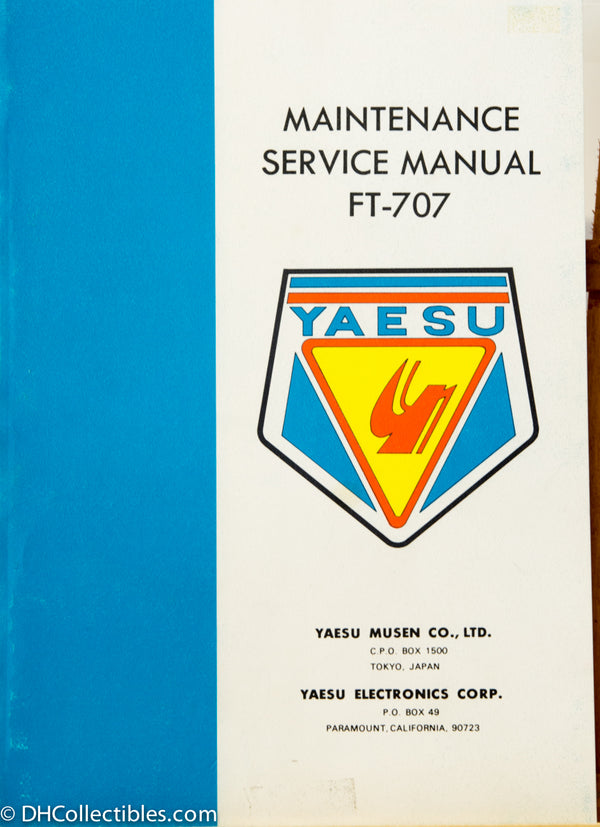 MAINTENANCE
SERVICE MANUAL
FT-707
YAESU
YAESU MUSEN CO., LTD.
C.P.O. BOX 1500
TOKYO, JAPAN
YAESU ELECTRONICS CORP.
P.O. BOX 49
PARAMOUNT, CALIFORNIA, 90723
© DHCollectibles.com